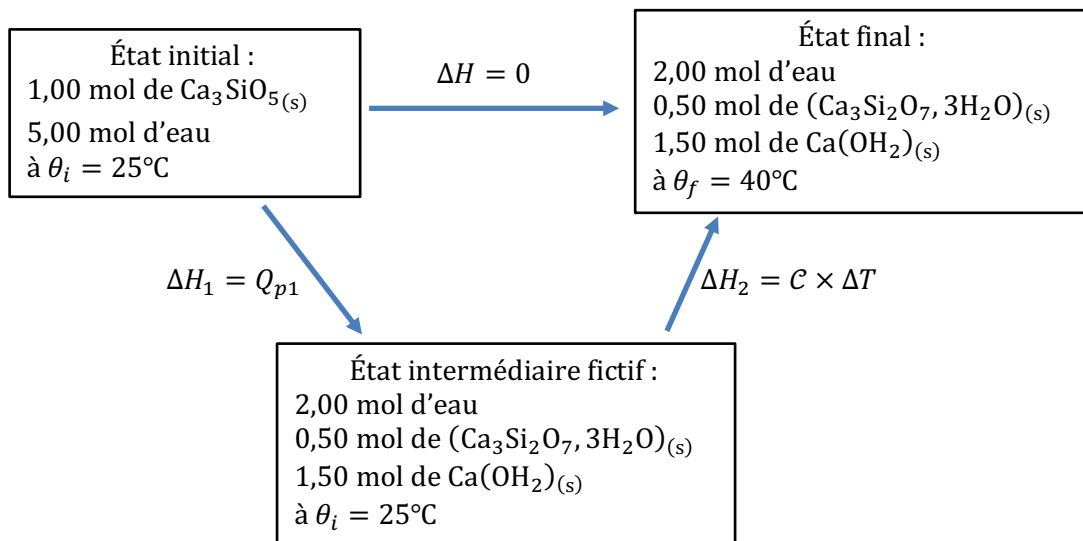 État initial :
1,00 mol de Ca₃SiO₅₍ₛ₎
5,00 mol d'eau
à θᵢ = 25°C
ΔH = 0
État final :
2,00 mol d'eau
0,50 mol de (Ca₃Si₂O₇, 3H₂O)₍ₛ₎
1,50 mol de Ca(OH₂)₍ₛ₎
à θ_f = 40°C
ΔH₁ = Q_{p1}
ΔH₂ = 𝒞 × ΔT
État intermédiaire fictif :
2,00 mol d'eau
0,50 mol de (Ca₃Si₂O₇, 3H₂O)₍ₛ₎
1,50 mol de Ca(OH₂)₍ₛ₎
à θᵢ = 25°C